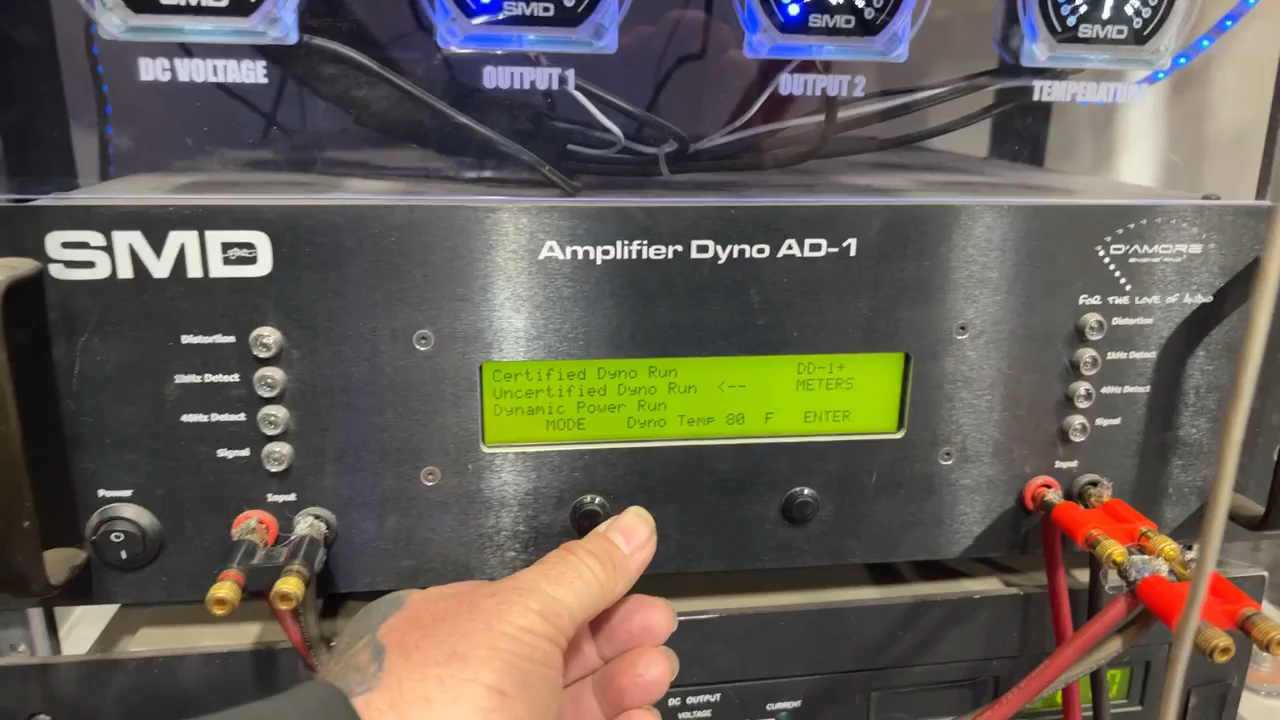 SMD
SMD
SMD
SMD
DC VOLTAGE
OUTPUT 1
OUTPUT 2
TEMPERATURE
SMD
Amplifier Dyno AD-1
D'AMORE
FOR THE LOVE OF AUDIO
Distortion
1kHz Detect
40Hz Detect
Signal
Power
Input
Certified Dyno Run DD-1+
Uncertified Dyno Run <-- METERS
Dynamic Power Run
MODE Dyno Temp 80 F ENTER
Distortion
1kHz Detect
40Hz Detect
Signal
Input
DC OUTPUT
VOLTAGE
CURRENT